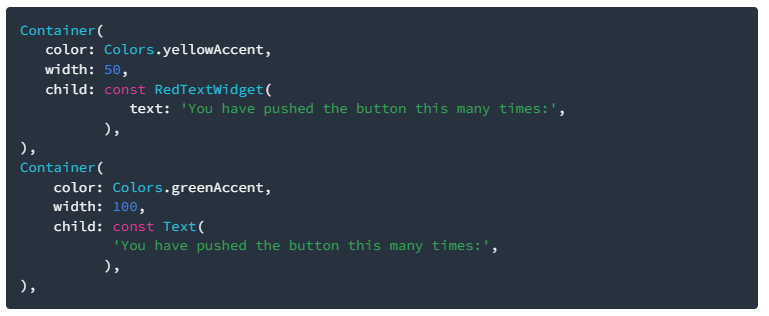 Container(
   color: Colors.yellowAccent,
   width: 50,
   child: const RedTextWidget(
             text: 'You have pushed the button this many times:',
          ),
),
Container(
    color: Colors.greenAccent,
    width: 100,
    child: const Text(
           'You have pushed the button this many times:',
          ),
),